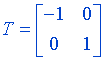 T = [ −1 0
0 1 ]